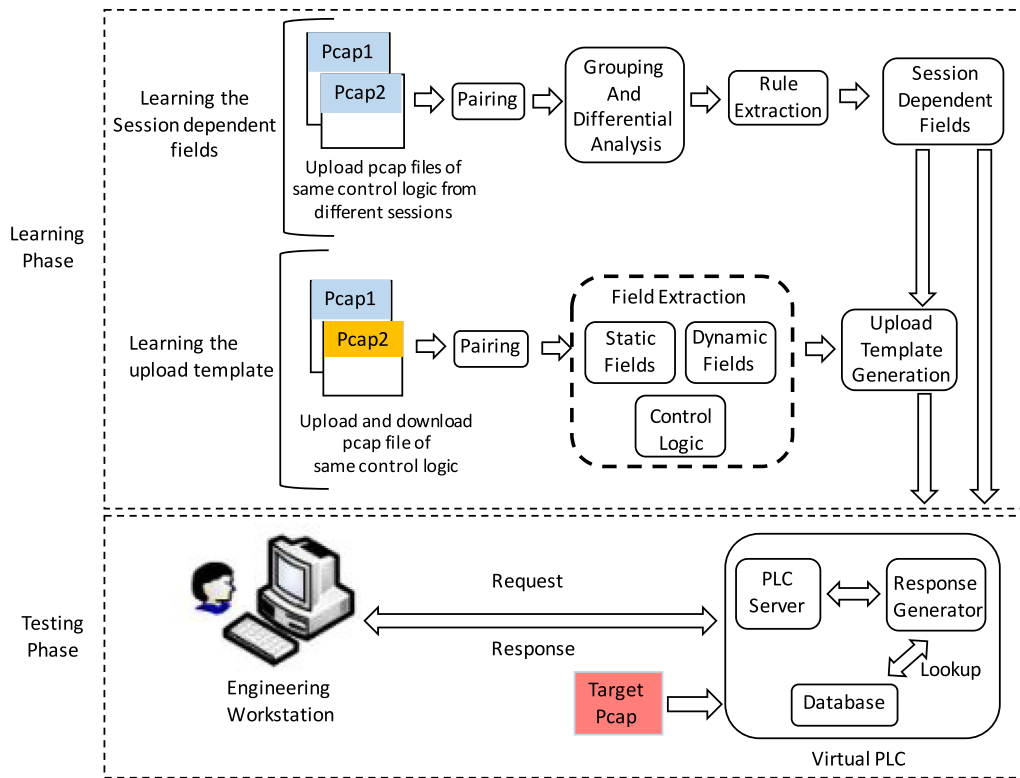 Learning
Phase
Learning the
Session dependent
fields
Pcap1
Pcap2
Upload pcap files of
same control logic from
different sessions
Pairing
Grouping
And
Differential
Analysis
Rule
Extraction
Session
Dependent
Fields
Learning the
upload template
Pcap1
Pcap2
Upload and download
pcap file of
same control logic
Pairing
Field Extraction
Static
Fields
Dynamic
Fields
Control
Logic
Upload
Template
Generation
Testing
Phase
Engineering
Workstation
Request
Response
Target
Pcap
PLC
Server
Response
Generator
Lookup
Database
Virtual PLC